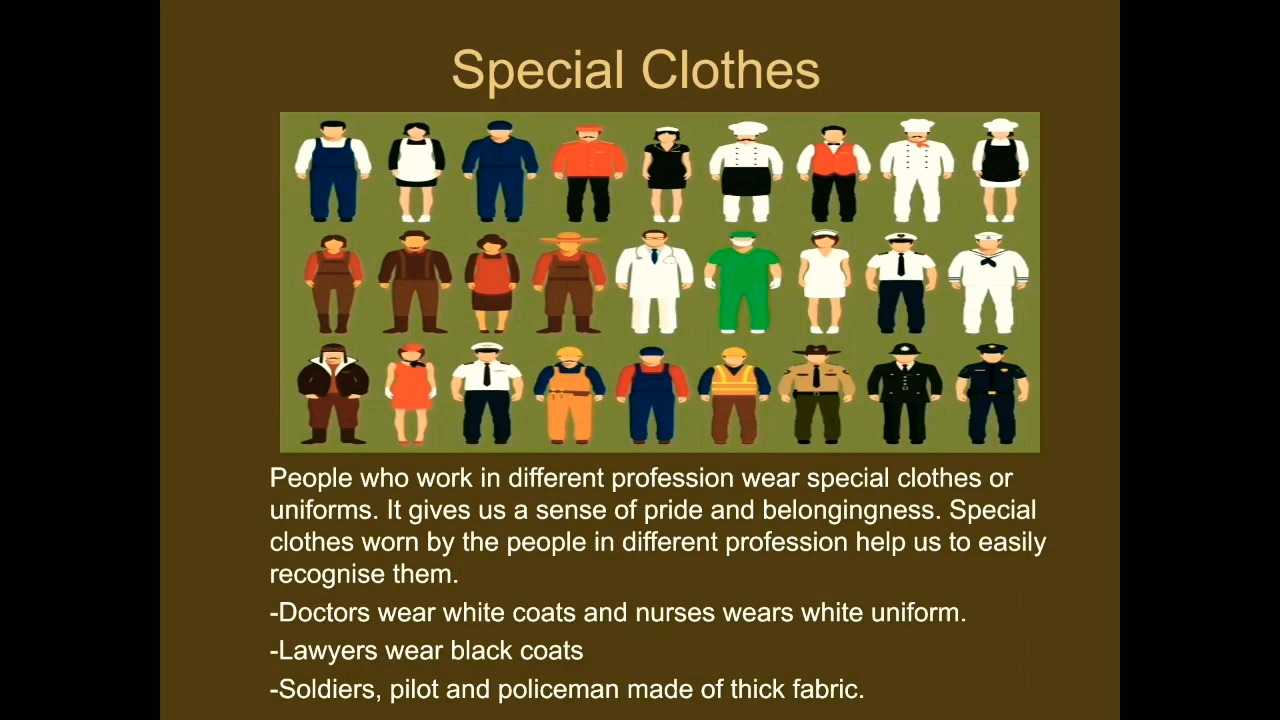 Special Clothes
People who work in different profession wear special clothes or
uniforms. It gives us a sense of pride and belongingness. Special
clothes worn by the people in different profession help us to easily
recognise them.
-Doctors wear white coats and nurses wears white uniform.
-Lawyers wear black coats
-Soldiers, pilot and policeman made of thick fabric.